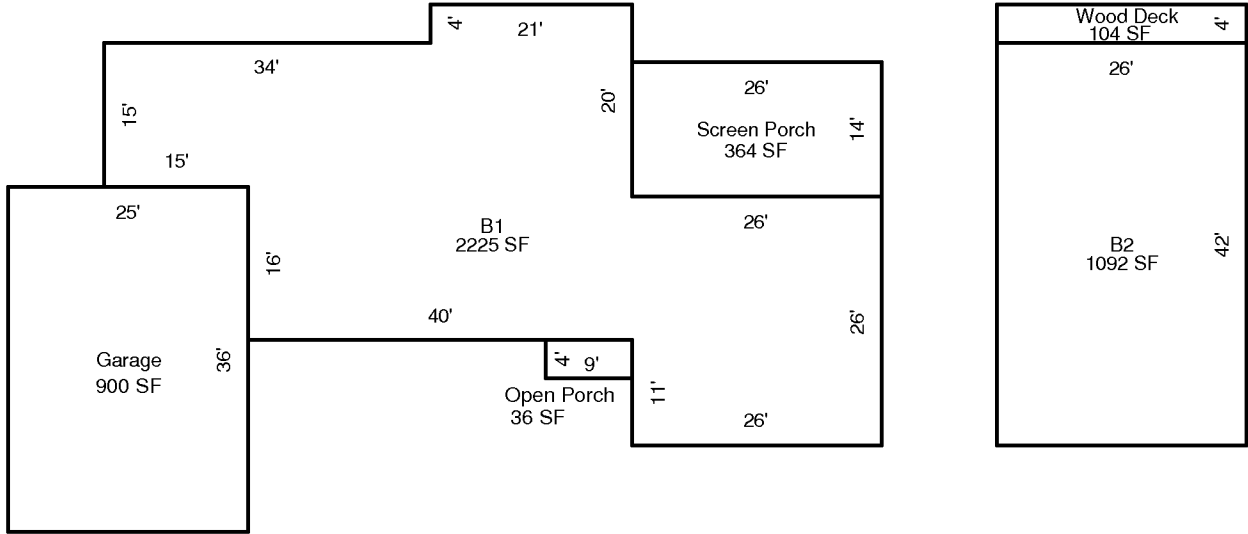 4'
21'
Wood Deck
104 SF
4'
34'
26'
26'
15'
20'
Screen Porch
364 SF
14'
15'
25'
26'
B1
2225 SF
B2
1092 SF
42'
16'
40'
26'
Garage
900 SF
36'
4'
9'
Open Porch
36 SF
11'
26'